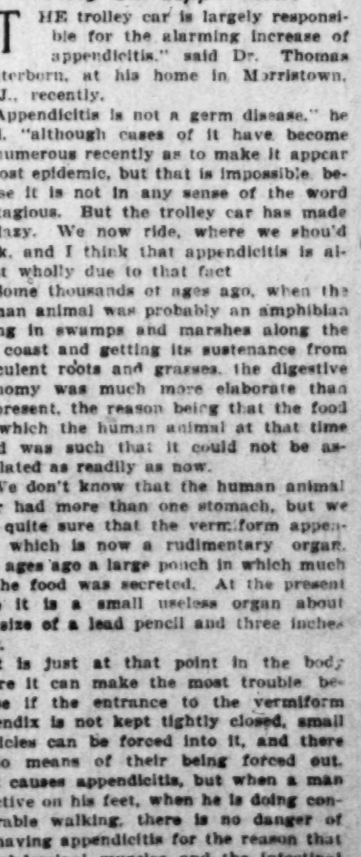 THE trolley car is largely responsi-
ble for the alarming increase of
appendicitis." said Dr. Thomas
terborn, at his home in Morristown,
J., recently.
Appendicitis is not a germ disease." he
"although cases of it have become
numerous recently as to make it appear
ost epidemic, but that is impossible be-
se it is not in any sense of the word
tagious. But the trolley car has made
lazy. We now ride, where we shou'd
k, and I think that appendicitis is al-
t wholly due to that fact
Some thousands of ages ago, when the
man animal was probably an amphibian
ng in swamps and marshes along the
coast and getting its sustenance from
culent roots and grasses, the digestive
nomy was much more elaborate than
present, the reason being that the food
which the human animal at that time
d was such that it could not be as-
lated as readily as now.
We don't know that the human animal
r had more than one stomach, but we
quite sure that the vermiform appen-
which is now a rudimentary organ.
ages ago a large pouch in which much
he food was secreted. At the present
it is a small useless organ about
size of a lead pencil and three inches
t is just at that point in the body
re it can make the most trouble be-
e if the entrance to the vermiform
endix is not kept tightly closed, small
icles can be forced into it, and there
o means of their being forced out.
causes appendicitis, but when a man
ctive on his feet, when he is doing con-
rable walking, there is no danger of
having appendicitis for the reason that
muscles and the